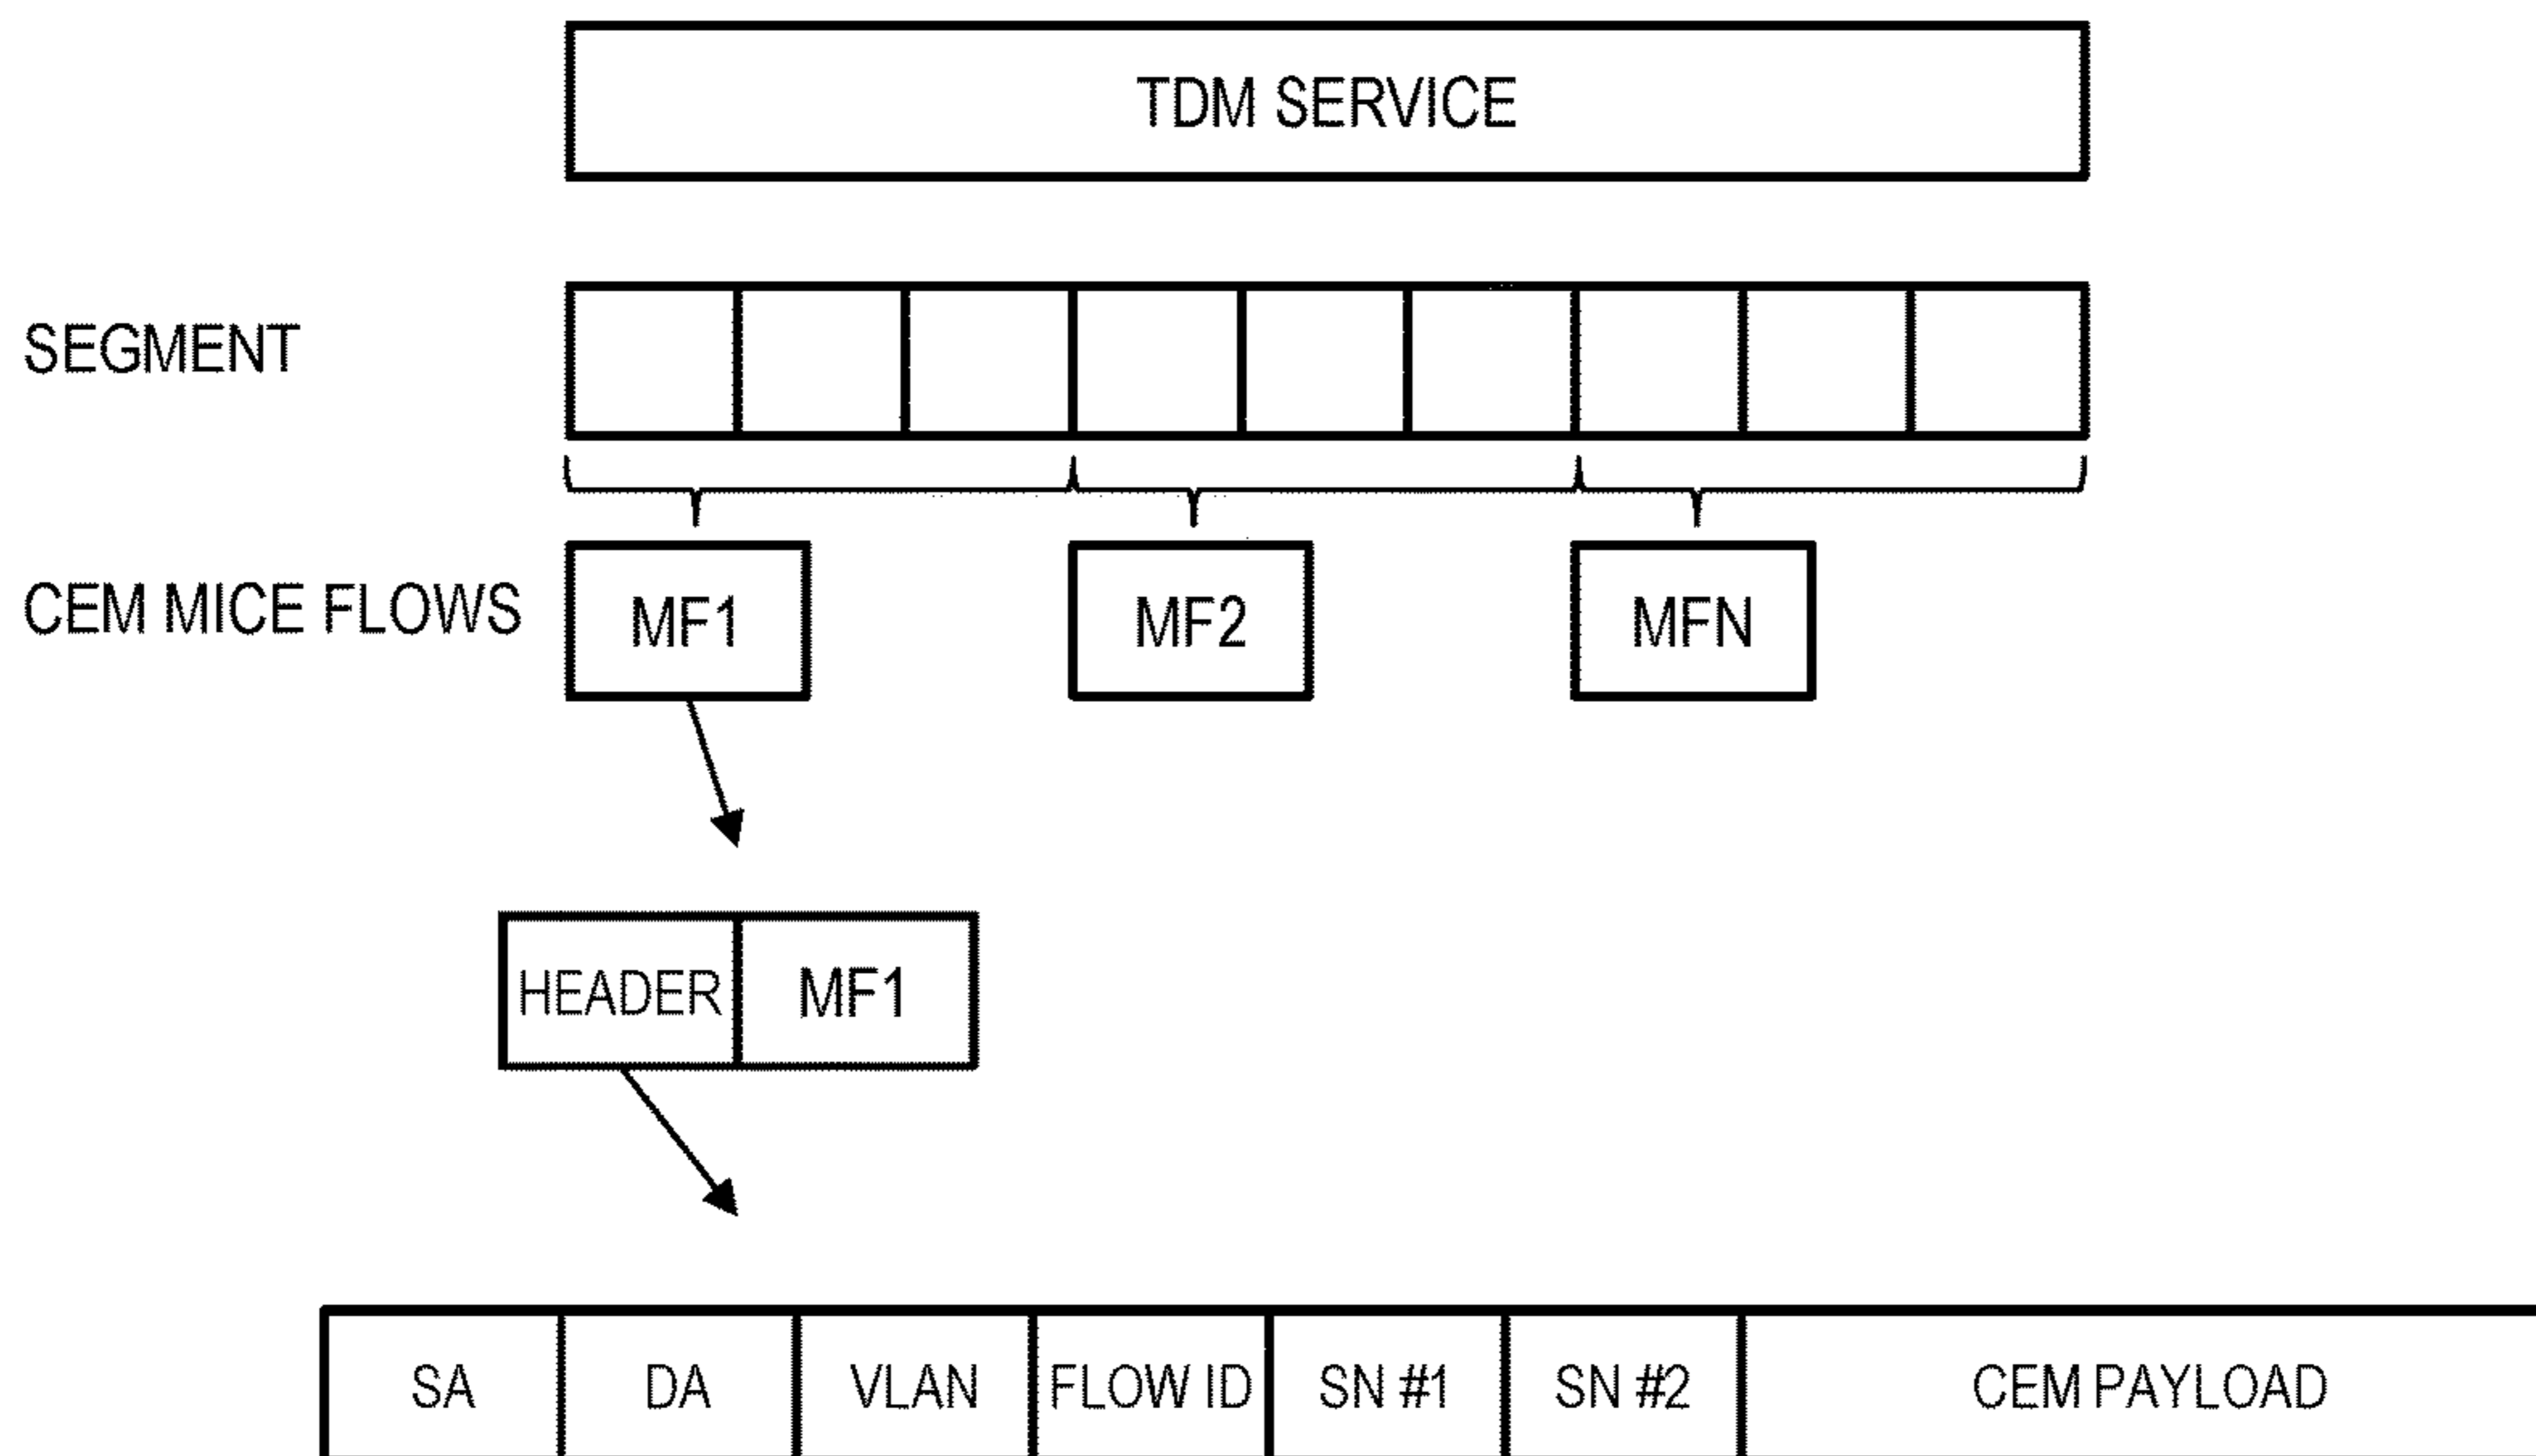 TDM SERVICE
SEGMENT
CEM MICE FLOWS
MF1
MF2
MFN
HEADER
MF1
SA
DA
VLAN
FLOW ID
SN #1
SN #2
CEM PAYLOAD